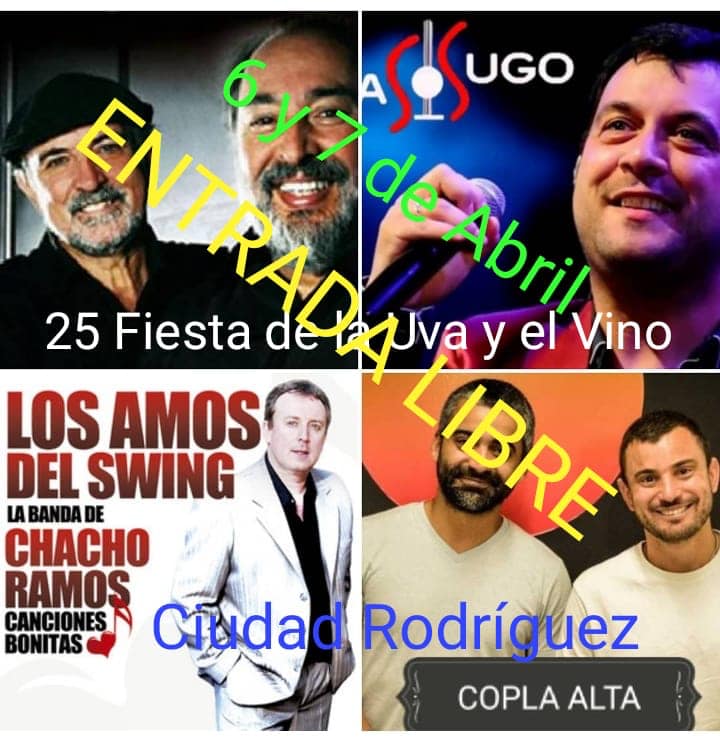 6 y 7 de Abril
ENTRADA LIBRE
UGO
25 Fiesta de la Uva y el Vino
LOS AMOS
DEL SWING
LA BANDA DE
CHACHO
RAMOS
CANCIONES
BONITAS
Ciudad Rodríguez
COPLA ALTA